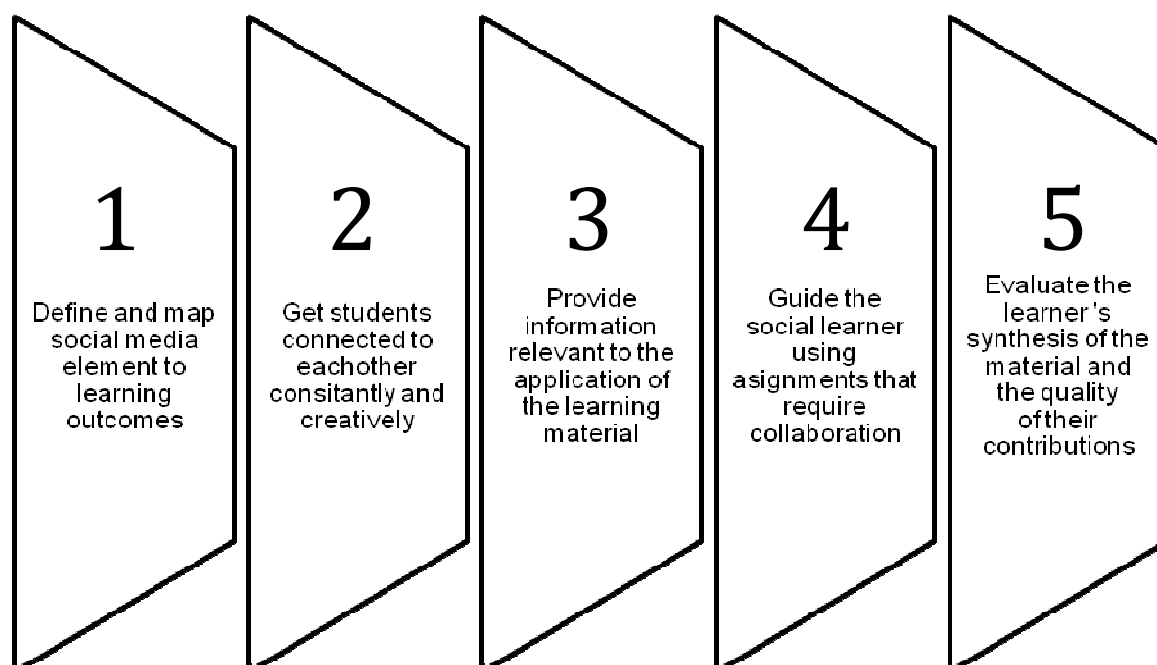 1
Define and map
social media
element to
learning
outcomes
2
Get students
connected to
eachother
consitantly and
creatively
3
Provide
information
relevant to the
application of
the learning
material
4
Guide the
social learner
using
asignments that
require
collaboration
5
Evaluate the
learner's
synthesis of the
material and
the quality
of their
contributions